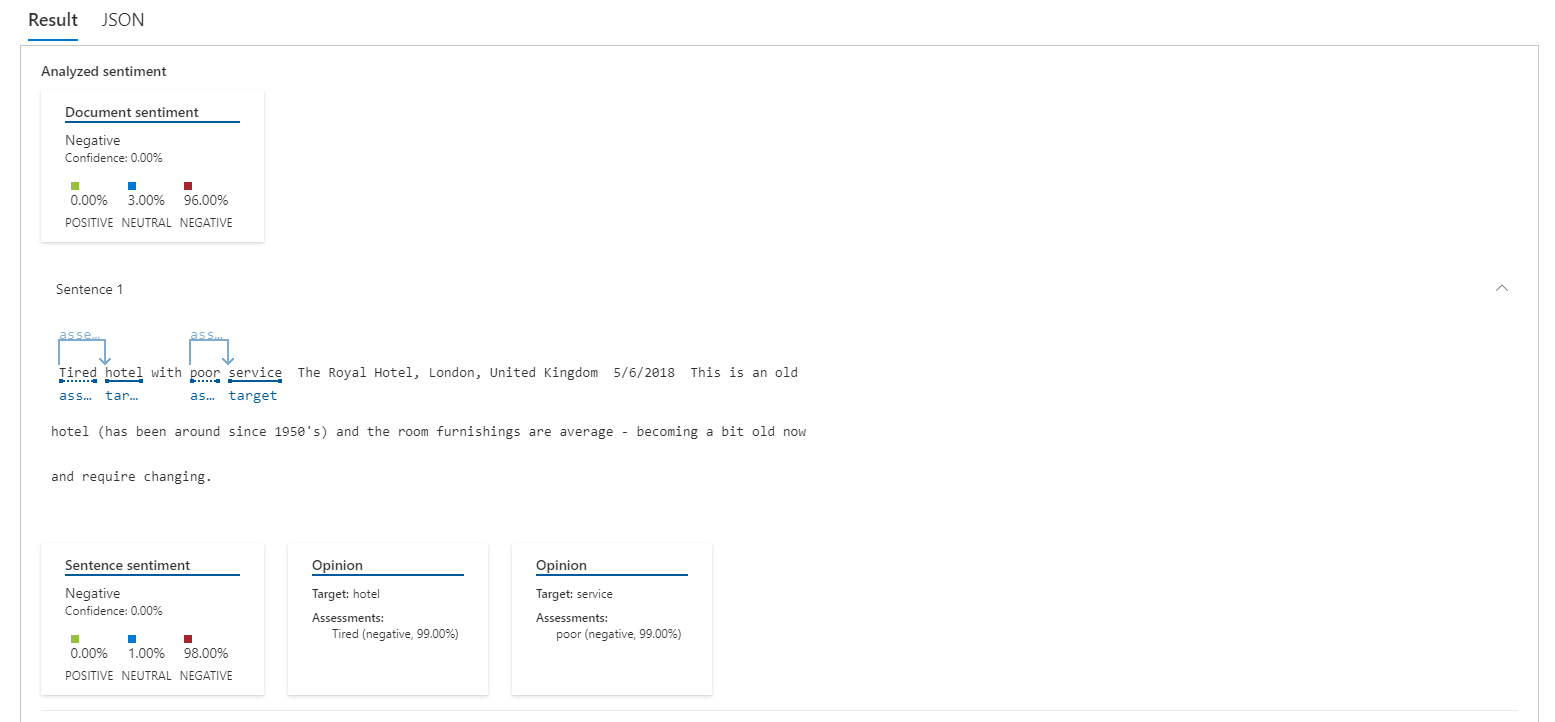 Result JSON
Analyzed sentiment
Document sentiment
Negative
Confidence: 0.00%
0.00% 3.00% 96.00%
POSITIVE NEUTRAL NEGATIVE
Sentence 1
asse... ass...
Tired hotel with poor service The Royal Hotel, London, United Kingdom 5/6/2018 This is an old
ass... tar... as... target
hotel (has been around since 1950's) and the room furnishings are average - becoming a bit old now
and require changing.
Sentence sentiment
Negative
Confidence: 0.00%
0.00% 1.00% 98.00%
POSITIVE NEUTRAL NEGATIVE
Opinion
Target: hotel
Assessments:
Tired (negative, 99.00%)
Opinion
Target: service
Assessments:
poor (negative, 99.00%)